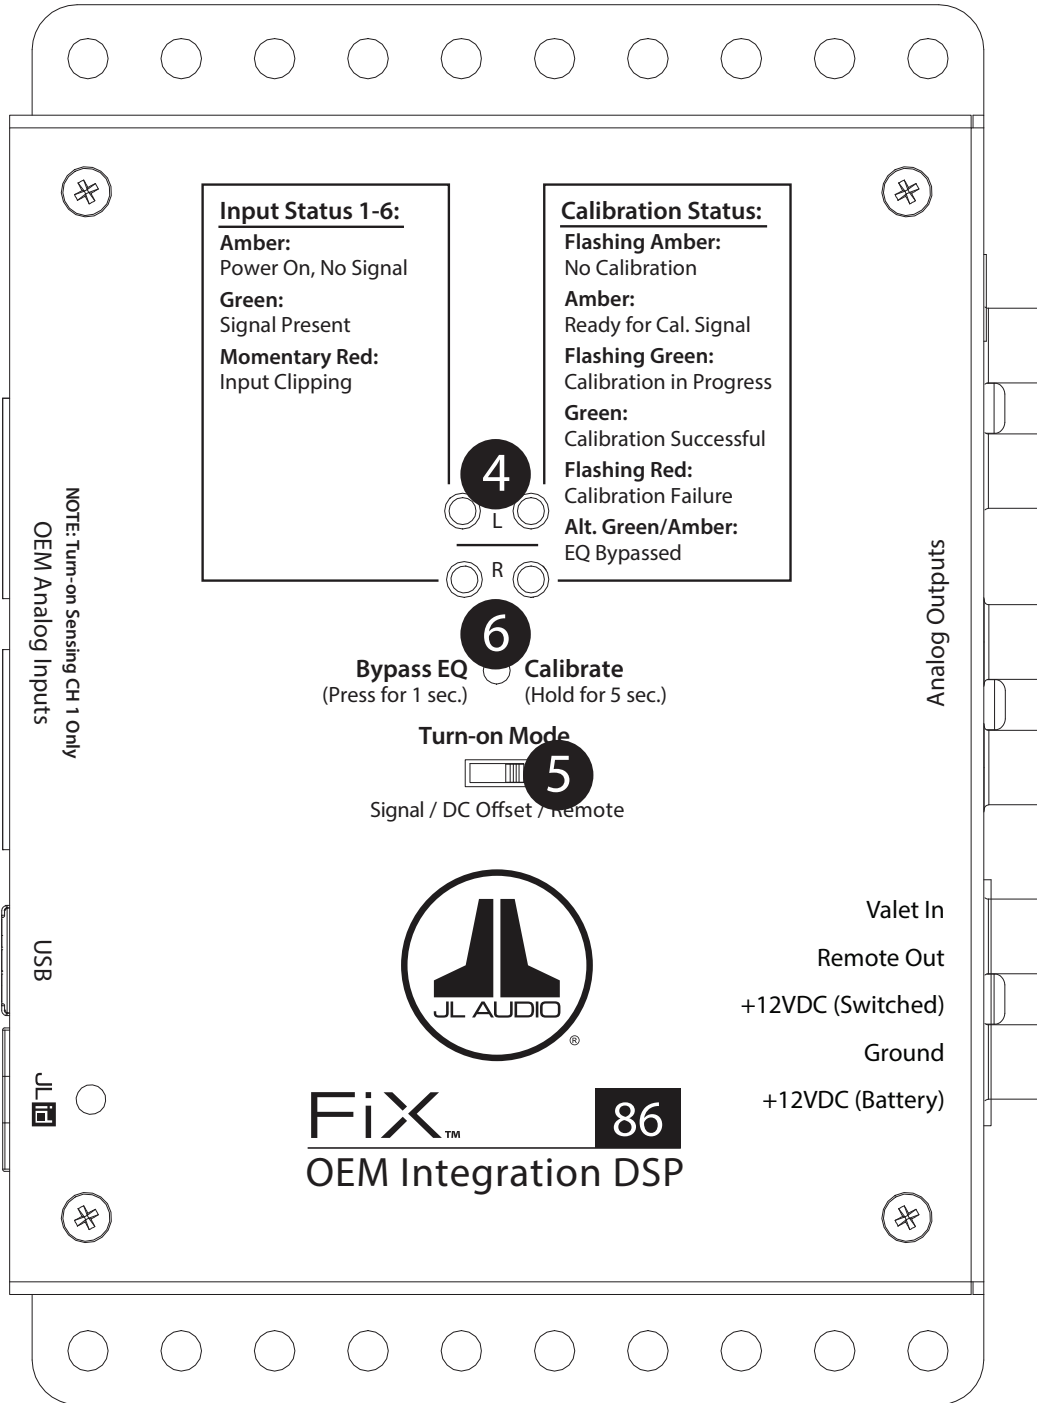 Input Status 1-6:
Amber:
Power On, No Signal
Green:
Signal Present
Momentary Red:
Input Clipping
Calibration Status:
Flashing Amber:
No Calibration
Amber:
Ready for Cal. Signal
Flashing Green:
Calibration in Progress
Green:
Calibration Successful
Flashing Red:
Calibration Failure
Alt. Green/Amber:
EQ Bypassed
4
L
R
6
Bypass EQ
(Press for 1 sec.)
Calibrate
(Hold for 5 sec.)
Turn-on Mode
5
Signal / DC Offset / Remote
NOTE: Turn-on Sensing CH 1 Only
OEM Analog Inputs
USB
JLid
Analog Outputs
Valet In
Remote Out
+12VDC (Switched)
Ground
+12VDC (Battery)
JL AUDIO
®
FiX™ 86
OEM Integration DSP